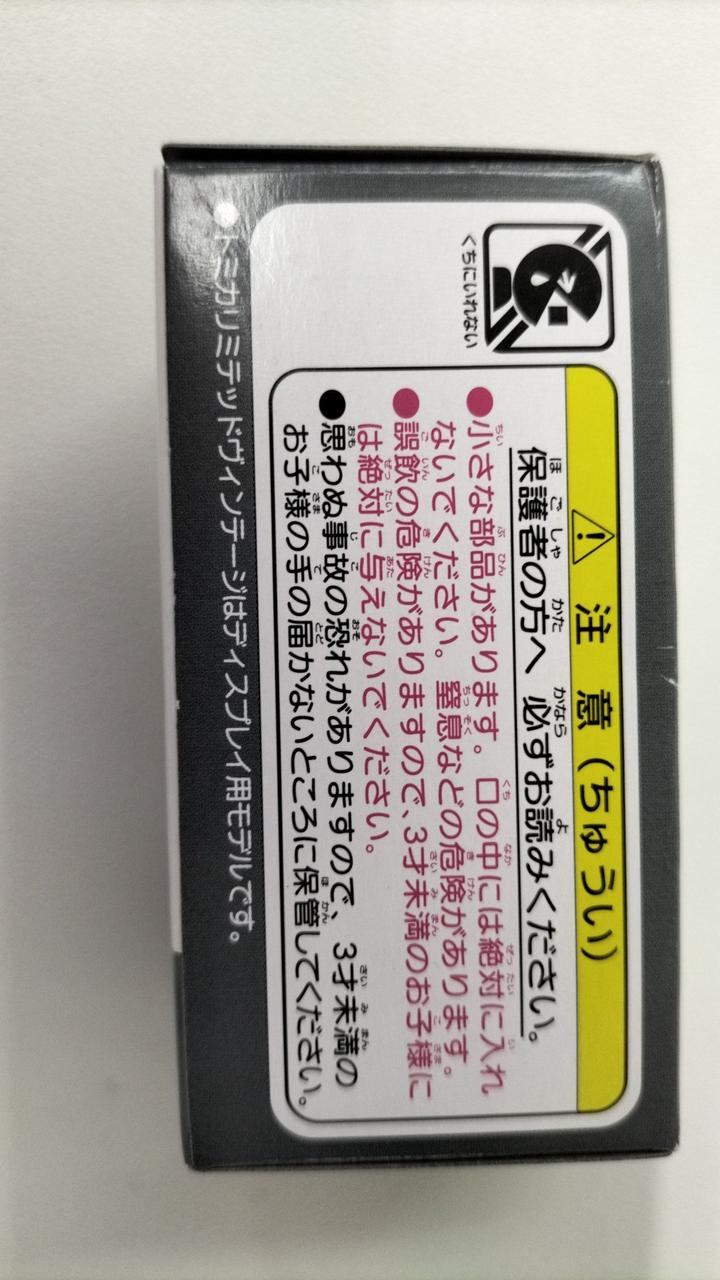 くちにいれない
注意（ちゅうい）
保護者の方へ 必ずお読みください。
●小さな部品があります。口の中には絶対に入れ
ないでください。窒息などの危険があります。
●誤飲の危険がありますので、3才未満のお子様に
は絶対に与えないでください。
●思わぬ事故の恐れがありますので、3才未満の
お子様の手の届かないところに保管してください。
●トミカリミテッドヴィンテージはディスプレイ用モデルです。